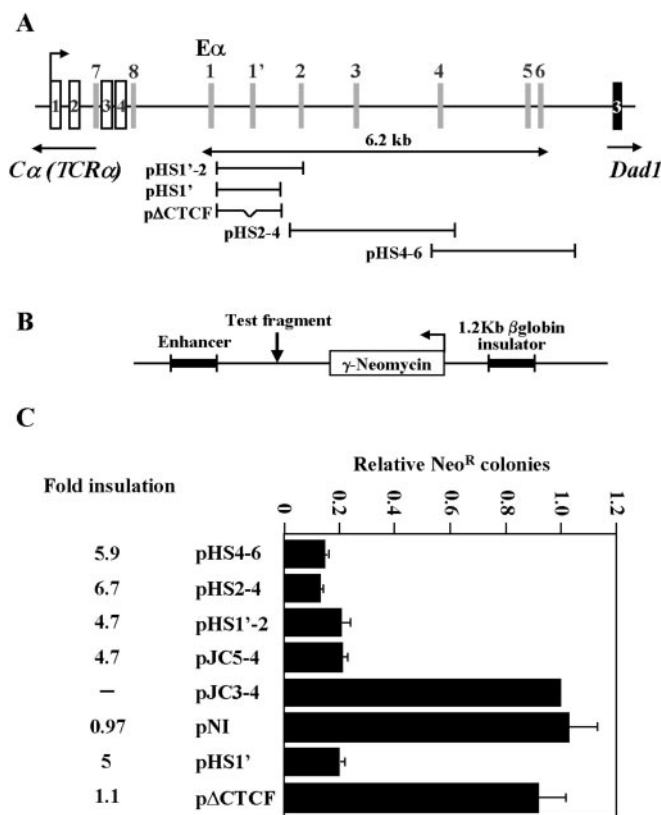 A
Eα
7 8 1 1' 2 3 4 5 6
1 2 3 4 3
6.2 kb
Cα (TCRα)
Dad1
pHS1'-2
pHS1'
pΔCTCF
pHS2-4
pHS4-6
B
Enhancer
Test fragment
1.2Kb βglobin
insulator
γ-Neomycin
C
Relative Neo^R colonies
Fold insulation
0 0.2 0.4 0.6 0.8 1.0 1.2
5.9 pHS4-6
6.7 pHS2-4
4.7 pHS1'-2
4.7 pJC5-4
– pJC3-4
0.97 pNI
5 pHS1'
1.1 pΔCTCF